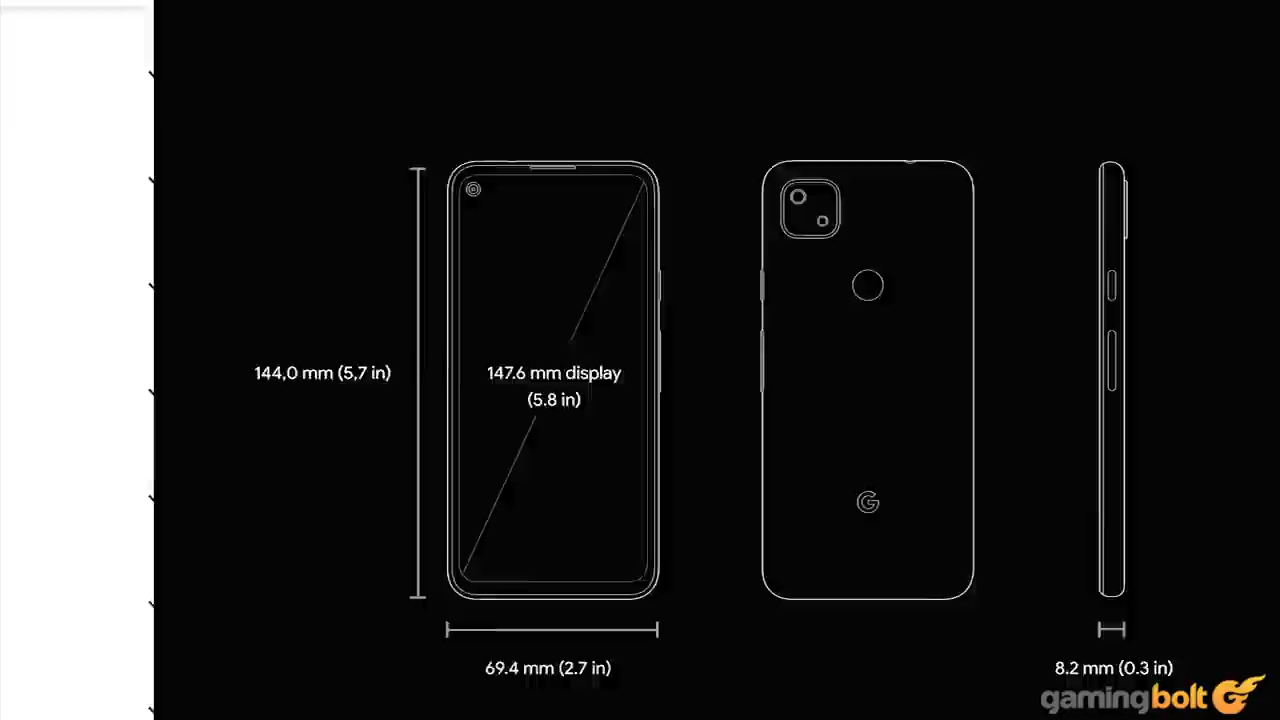 144,0 mm (5,7 in)
147.6 mm display
(5.8 in)
G
69.4 mm (2.7 in)
8.2 mm (0.3 in)
gamingbolt